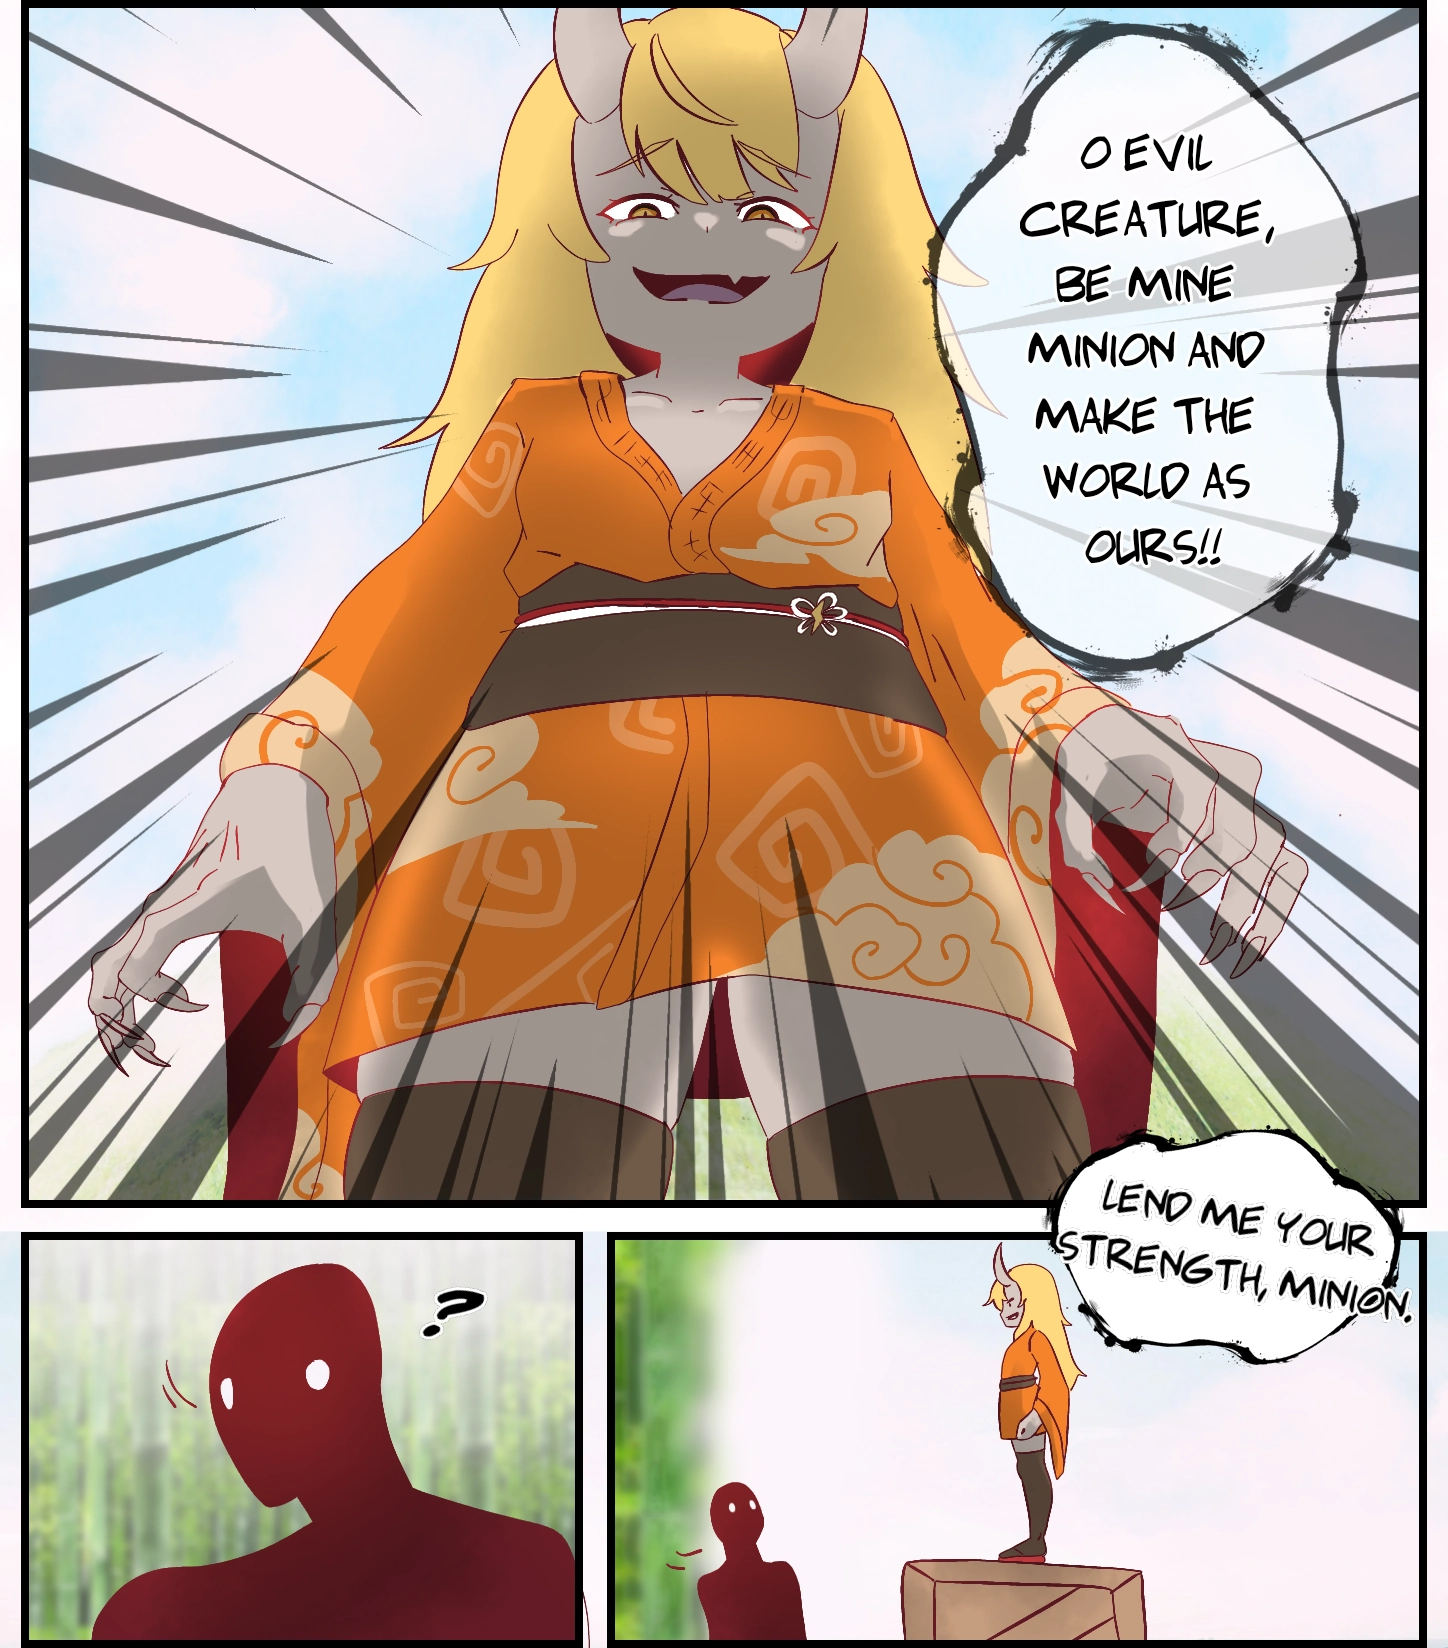 O EVIL
CREATURE,
BE MINE
MINION AND
MAKE THE
WORLD AS
OURS!!
?
LEND ME YOUR
STRENGTH, MINION.